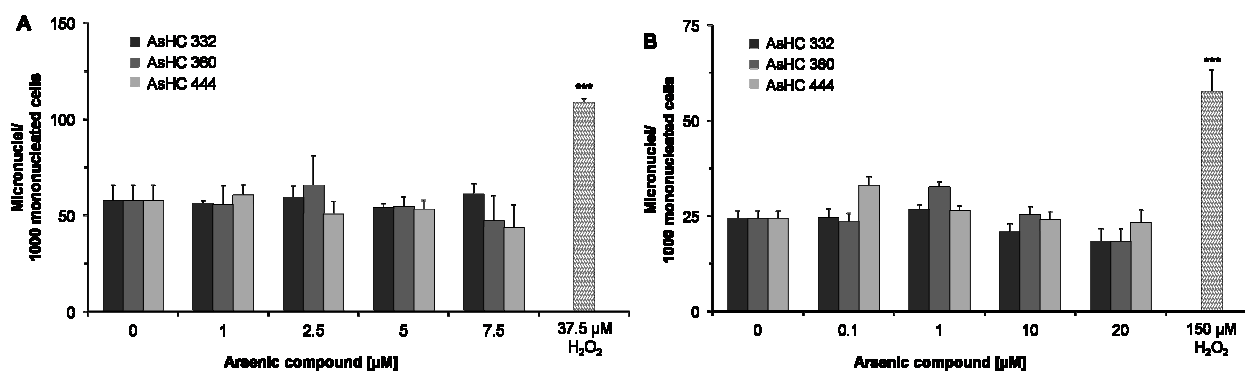 A
150
100
50
0
Micronuclei/
1000 mononucleated cells
AsHC 332
AsHC 360
AsHC 444
***
0 1 2.5 5 7.5 37.5 µM
H₂O₂
Arsenic compound [µM]
B
75
50
25
0
Micronuclei/
1000 mononucleated cells
AsHC 332
AsHC 360
AsHC 444
***
0 0.1 1 10 20 150 µM
H₂O₂
Arsenic compound [µM]